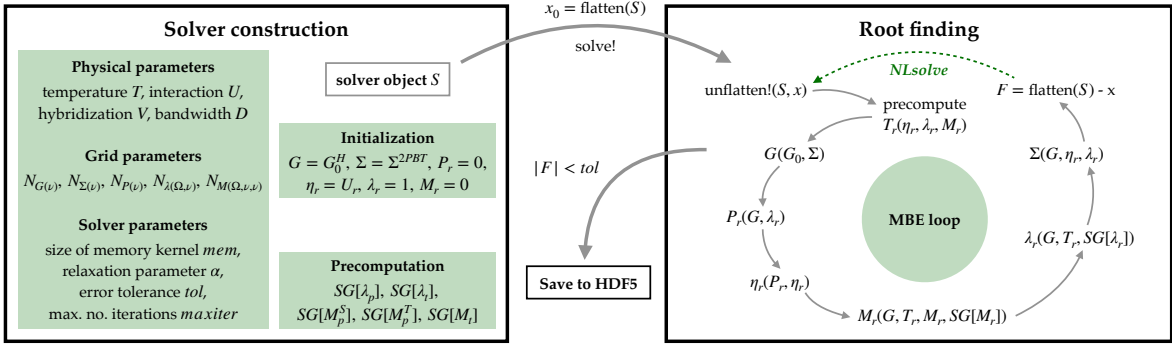 Solver construction
Physical parameters
temperature T, interaction U,
hybridization V, bandwidth D
Grid parameters
N_{G(ν)}, N_{Σ(ν)}, N_{P(ν)}, N_{λ(Ω,ν)}, N_{M(Ω,ν,ν)}
Solver parameters
size of memory kernel mem,
relaxation parameter α,
error tolerance tol,
max. no. iterations maxiter
solver object S
Initialization
G = G_0^H, Σ = Σ^{2PBT}, P_r = 0,
η_r = U_r, λ_r = 1, M_r = 0
Precomputation
SG[λ_p], SG[λ_t],
SG[M_p^S], SG[M_p^T], SG[M_t]
x_0 = flatten(S)
solve!
|F| < tol
Save to HDF5
Root finding
NLsolve
unflatten!(S, x)
F = flatten(S) - x
precompute
T_r(η_r, λ_r, M_r)
G(G_0, Σ)
Σ(G, η_r, λ_r)
P_r(G, λ_r)
MBE loop
λ_r(G, T_r, SG[λ_r])
η_r(P_r, η_r)
M_r(G, T_r, M_r, SG[M_r])